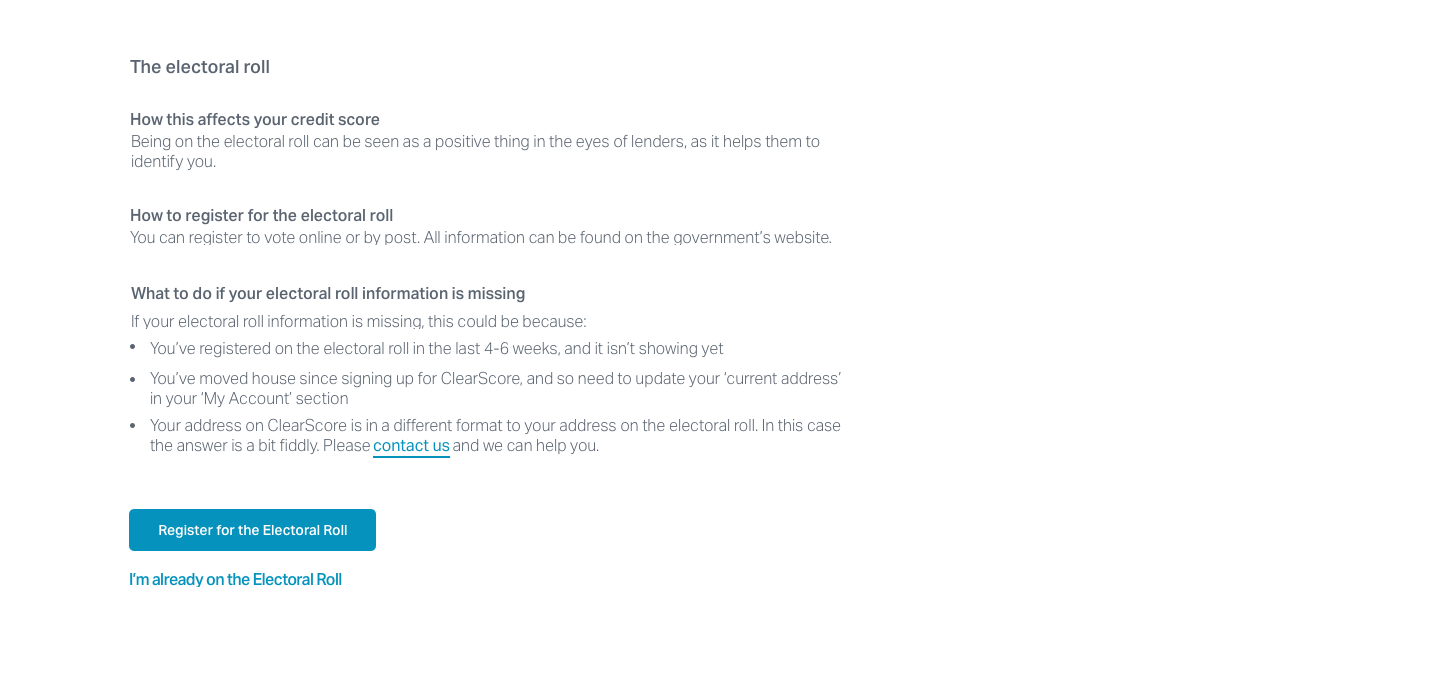 The electoral roll
How this affects your credit score
Being on the electoral roll can be seen as a positive thing in the eyes of lenders, as it helps them to
identify you.
How to register for the electoral roll
You can register to vote online or by post. All information can be found on the government’s website.
What to do if your electoral roll information is missing
If your electoral roll information is missing, this could be because:
• You’ve registered on the electoral roll in the last 4-6 weeks, and it isn’t showing yet
• You’ve moved house since signing up for ClearScore, and so need to update your ‘current address’
in your ‘My Account’ section
• Your address on ClearScore is in a different format to your address on the electoral roll. In this case
the answer is a bit fiddly. Please contact us and we can help you.
Register for the Electoral Roll
I’m already on the Electoral Roll